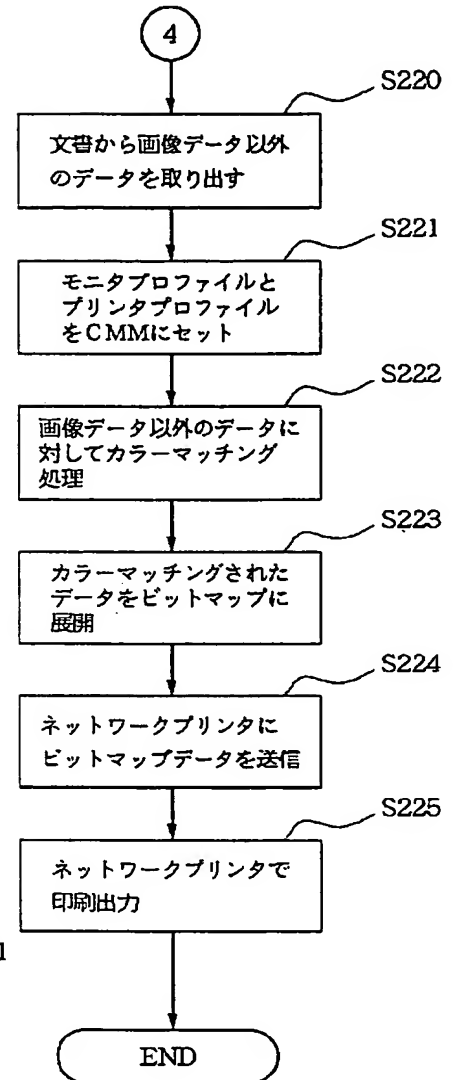 4
S220
文書から画像データ以外
のデータを取り出す
S221
モニタプロファイルと
プリンタプロファイル
をCMMにセット
S222
画像データ以外のデータに
対してカラーマッチング
処理
S223
カラーマッチングされた
データをビットマップに
展開
S224
ネットワークプリンタに
ビットマップデータを送信
S225
ネットワークプリンタで
印刷出力
1
END